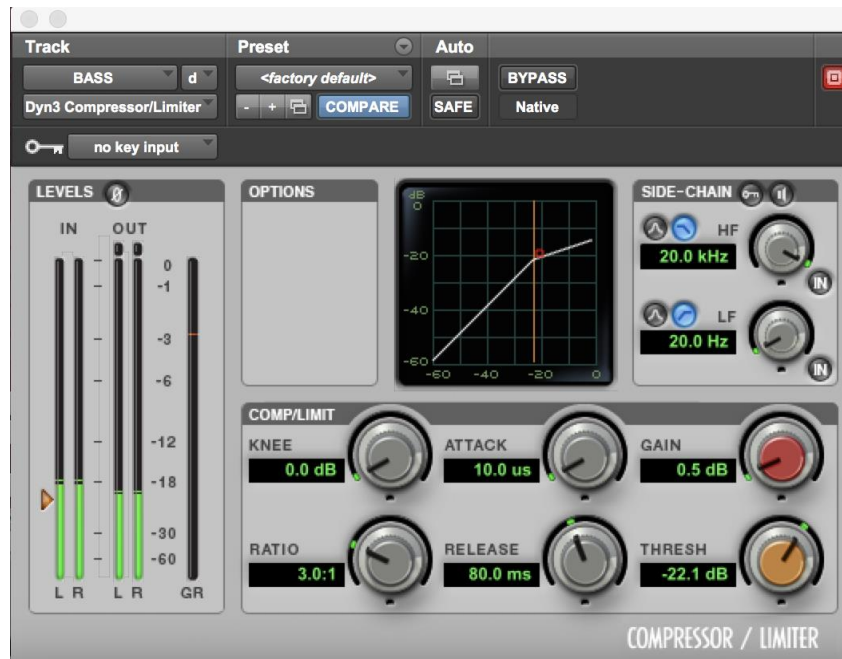 Track Preset Auto
BASS d <factory default> BYPASS
Dyn3 Compressor/Limiter - + COMPARE SAFE Native
no key input
LEVELS Ø OPTIONS SIDE-CHAIN
IN OUT
0
-1
-3
-6
-12
-18
-30
-60
L R L R GR
dB
0
-20
-40
-60
-60 -40 -20 0
HF
20.0 kHz
IN
LF
20.0 Hz
IN
COMP/LIMIT
KNEE ATTACK GAIN
0.0 dB 10.0 us 0.5 dB
RATIO RELEASE THRESH
3.0:1 80.0 ms -22.1 dB
COMPRESSOR / LIMITER